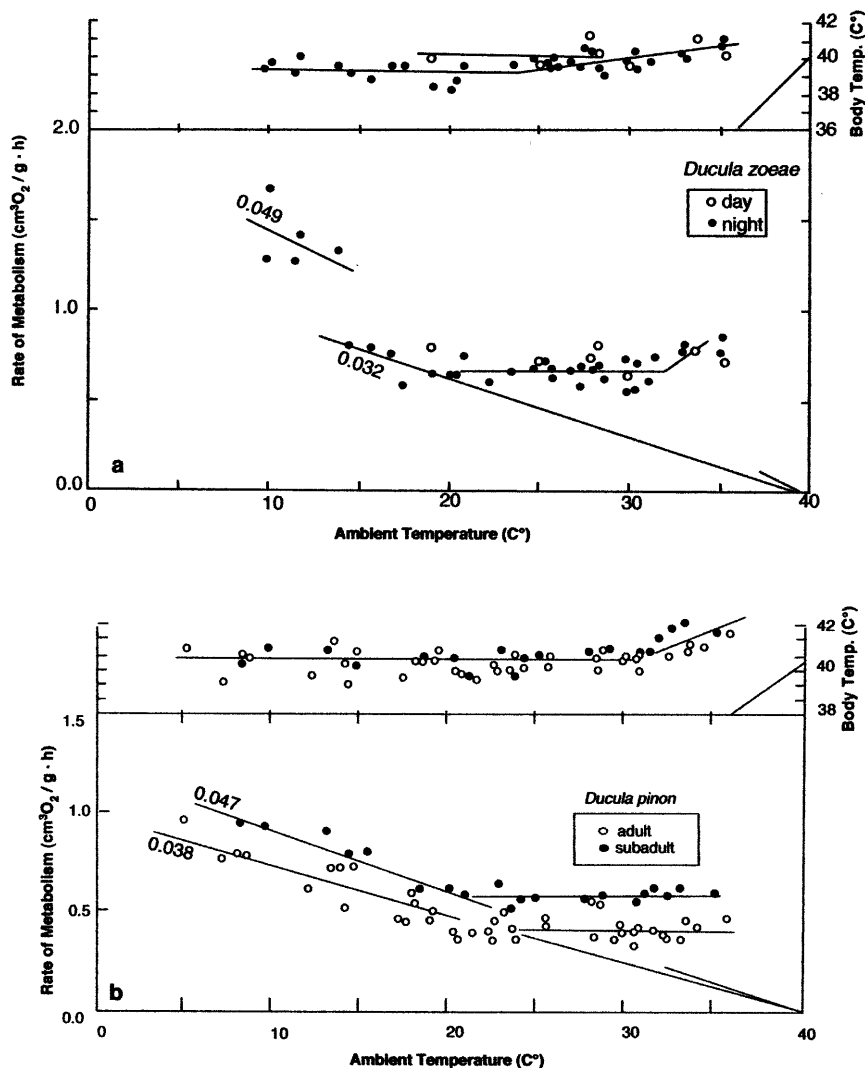 42
40
38
36
Body Temp. (C°)
2.0
1.0
0.0
Rate of Metabolism (cm³O₂ / g · h)
Ducula zoeae
day
night
0.049
0.032
a
0 10 20 30 40
Ambient Temperature (C°)
42
40
38
Body Temp. (C°)
1.5
1.0
0.5
0.0
Rate of Metabolism (cm³O₂ / g · h)
Ducula pinon
adult
subadult
0.047
0.038
b
0 10 20 30 40
Ambient Temperature (C°)